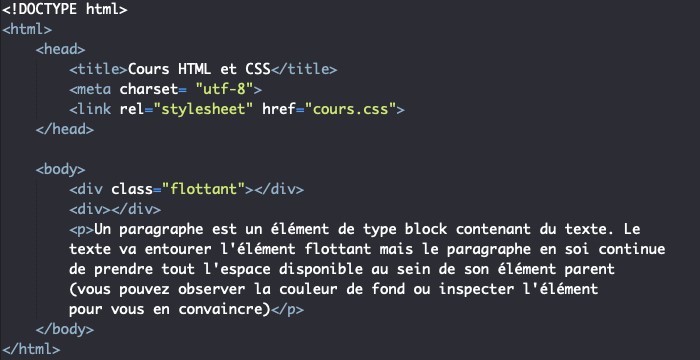 <!DOCTYPE html>
<html>
<head>
<title>Cours HTML et CSS</title>
<meta charset= "utf-8">
<link rel="stylesheet" href="cours.css">
</head>
<body>
<div class="flottant"></div>
<div></div>
<p>Un paragraphe est un élément de type block contenant du texte. Le
texte va entourer l'élément flottant mais le paragraphe en soi continue
de prendre tout l'espace disponible au sein de son élément parent
(vous pouvez observer la couleur de fond ou inspecter l'élément
pour vous en convaincre)</p>
</body>
</html>